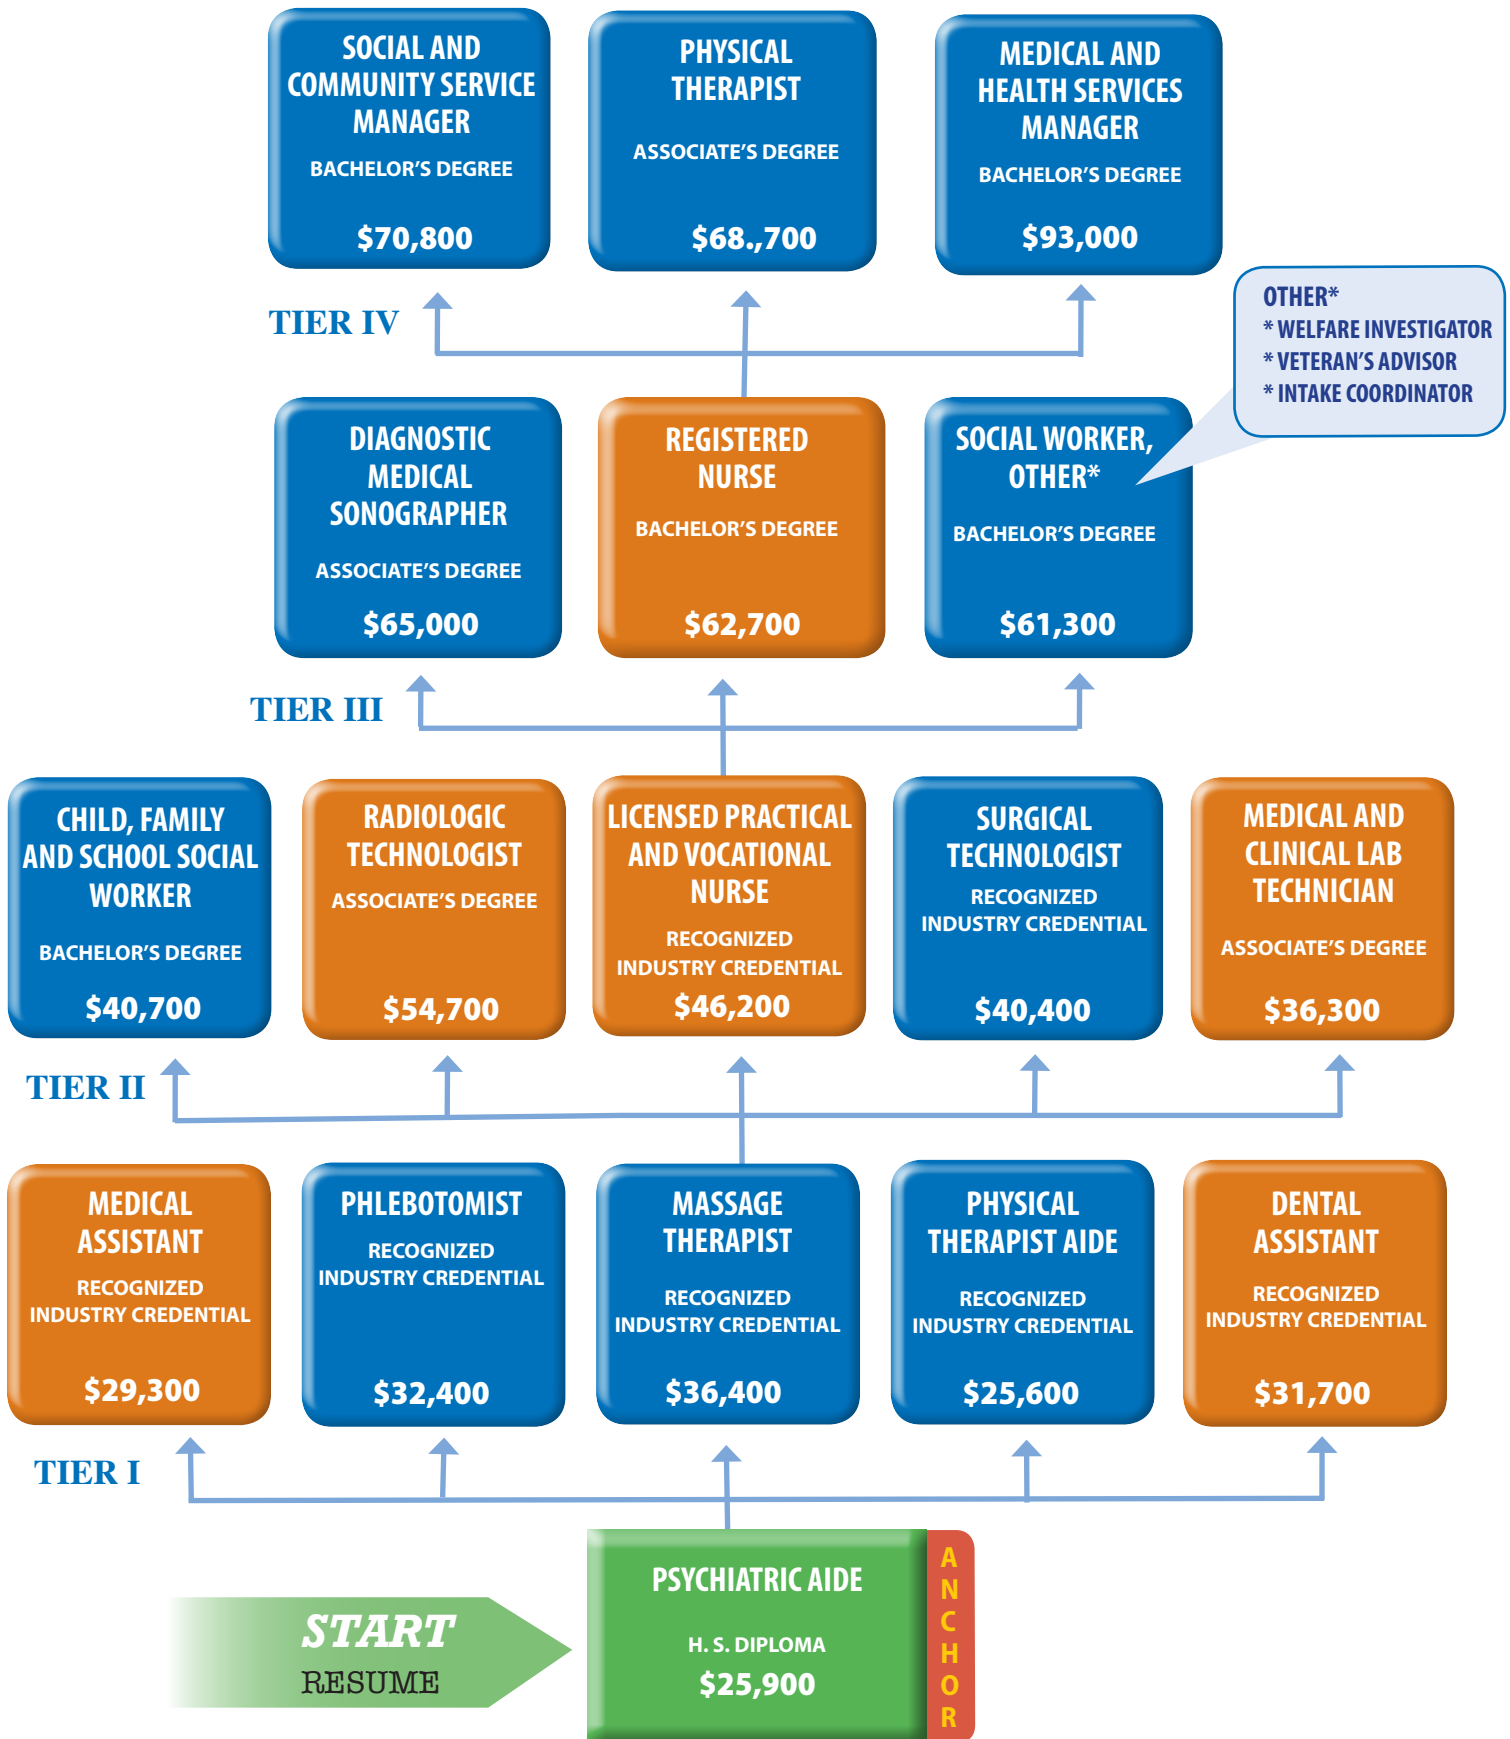 SOCIAL AND
COMMUNITY SERVICE
MANAGER
BACHELOR'S DEGREE
$70,800
PHYSICAL
THERAPIST
ASSOCIATE'S DEGREE
$68.,700
MEDICAL AND
HEALTH SERVICES
MANAGER
BACHELOR'S DEGREE
$93,000
TIER IV
OTHER*
* WELFARE INVESTIGATOR
* VETERAN'S ADVISOR
* INTAKE COORDINATOR
DIAGNOSTIC
MEDICAL
SONOGRAPHER
ASSOCIATE'S DEGREE
$65,000
REGISTERED
NURSE
BACHELOR'S DEGREE
$62,700
SOCIAL WORKER,
OTHER*
BACHELOR'S DEGREE
$61,300
TIER III
CHILD, FAMILY
AND SCHOOL SOCIAL
WORKER
BACHELOR'S DEGREE
$40,700
RADIOLOGIC
TECHNOLOGIST
ASSOCIATE'S DEGREE
$54,700
LICENSED PRACTICAL
AND VOCATIONAL
NURSE
RECOGNIZED
INDUSTRY CREDENTIAL
$46,200
SURGICAL
TECHNOLOGIST
RECOGNIZED
INDUSTRY CREDENTIAL
$40,400
MEDICAL AND
CLINICAL LAB
TECHNICIAN
ASSOCIATE'S DEGREE
$36,300
TIER II
MEDICAL
ASSISTANT
RECOGNIZED
INDUSTRY CREDENTIAL
$29,300
PHLEBOTOMIST
RECOGNIZED
INDUSTRY CREDENTIAL
$32,400
MASSAGE
THERAPIST
RECOGNIZED
INDUSTRY CREDENTIAL
$36,400
PHYSICAL
THERAPIST AIDE
RECOGNIZED
INDUSTRY CREDENTIAL
$25,600
DENTAL
ASSISTANT
RECOGNIZED
INDUSTRY CREDENTIAL
$31,700
TIER I
START
RESUME
PSYCHIATRIC AIDE
H. S. DIPLOMA
$25,900
ANCHOR